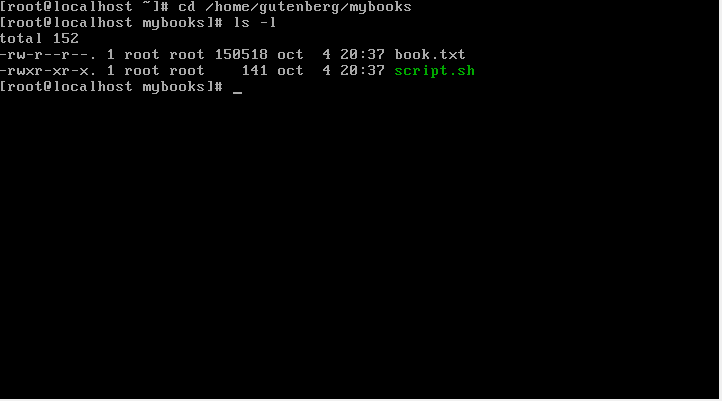 [root@localhost ~]# cd /home/gutenberg/mybooks
[root@localhost mybooks]# ls -l
total 152
-rw-r--r--. 1 root root 150518 oct  4 20:37 book.txt
-rwxr-xr-x. 1 root root    141 oct  4 20:37 script.sh
[root@localhost mybooks]# _